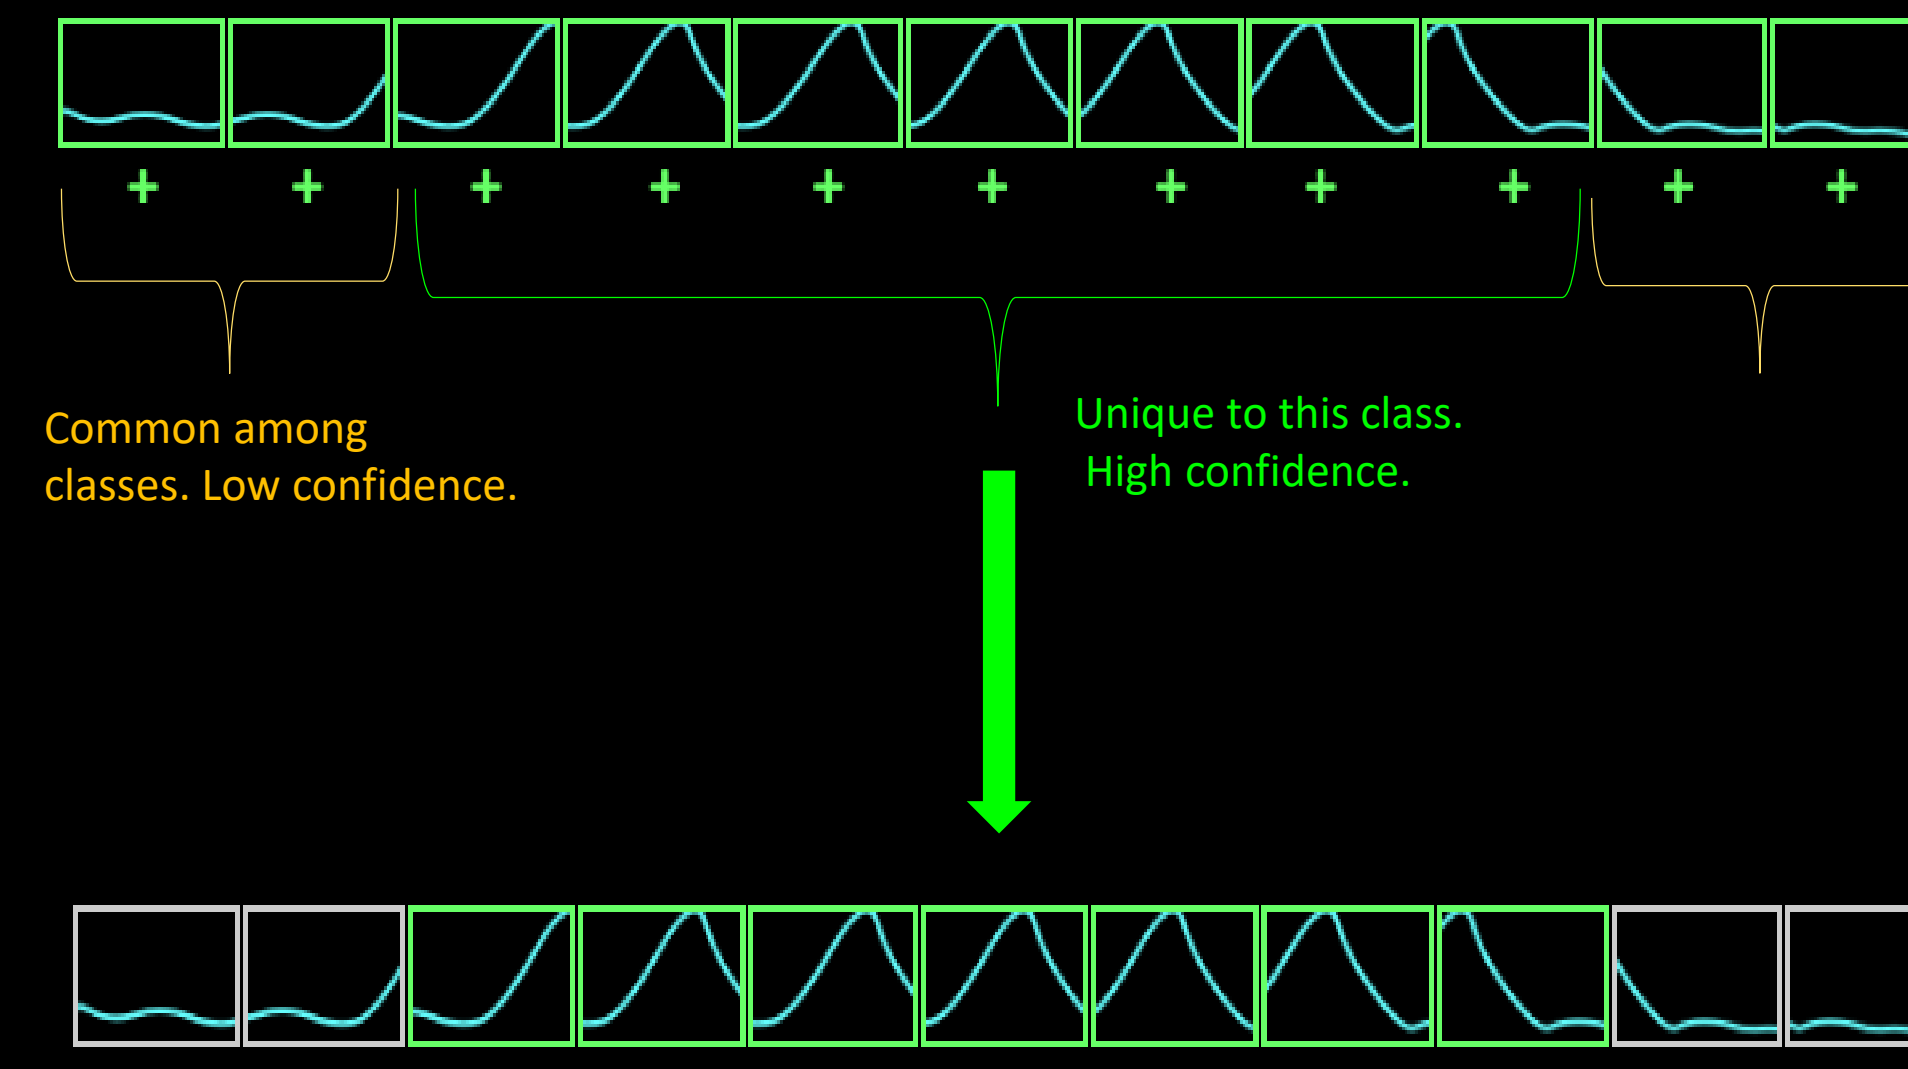 Common among
classes. Low confidence.
Unique to this class.
High confidence.